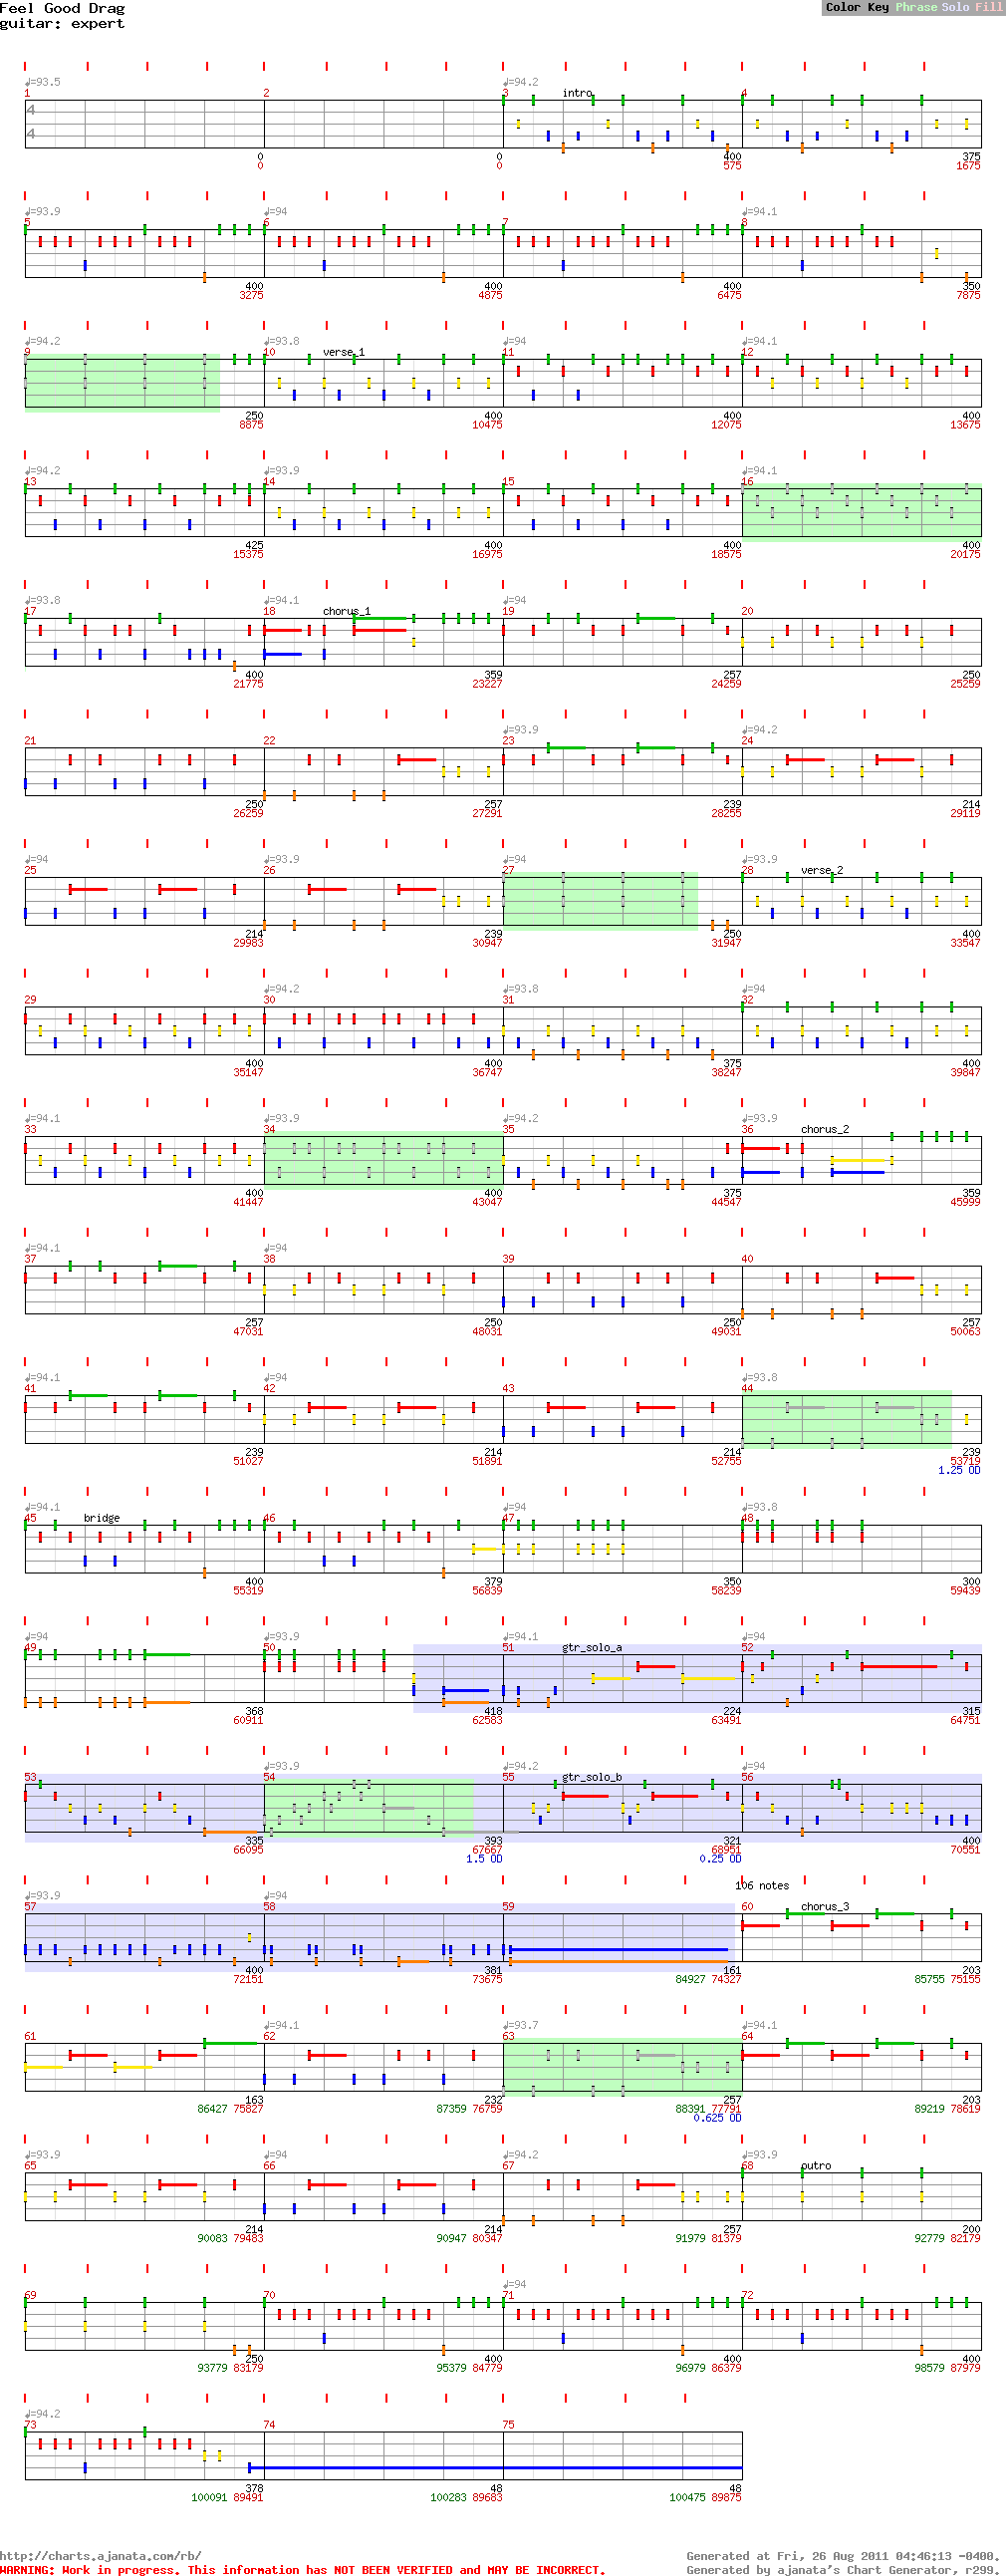 Feel Good Drag
guitar: expert
Color Key Phrase Solo Fill
♩=93.5 ♩=94.2
1 2 3 intro 4
4
4
0 0 400 375
0 0 575 1675
♩=93.9 ♩=94 ♩=94.1
5 6 7 8
400 400 400 350
3275 4875 6475 7875
♩=94.2 ♩=93.8 ♩=94 ♩=94.1
9 10 verse_1 11 12
250 400 400 400
8875 10475 12075 13675
♩=94.2 ♩=93.9 ♩=94.1
13 14 15 16
425 400 400 400
15375 16975 18575 20175
♩=93.8 ♩=94.1 ♩=94
17 18 chorus_1 19 20
400 359 257 250
21775 23227 24259 25259
♩=93.9 ♩=94.2
21 22 23 24
250 257 239 214
26259 27291 28255 29119
♩=94 ♩=93.9 ♩=94 ♩=93.9
25 26 27 28 verse_2
214 239 250 400
29983 30947 31947 33547
♩=94.2 ♩=93.8 ♩=94
29 30 31 32
400 400 375 400
35147 36747 38247 39847
♩=94.1 ♩=93.9 ♩=94.2 ♩=93.9
33 34 35 36 chorus_2
400 400 375 359
41447 43047 44547 45999
♩=94.1 ♩=94
37 38 39 40
257 250 250 257
47031 48031 49031 50063
♩=94.1 ♩=94 ♩=93.8
41 42 43 44
239 214 214 239
51027 51891 52755 53719
1.25 OD
♩=94.1 ♩=94 ♩=93.8
45 bridge 46 47 48
400 379 350 300
55319 56839 58239 59439
♩=94 ♩=93.9 ♩=94.1 ♩=94
49 50 51 gtr_solo_a 52
368 418 224 315
60911 62583 63491 64751
♩=93.9 ♩=94.2 ♩=94
53 54 55 gtr_solo_b 56
335 393 321 400
66095 67667 68951 70551
1.5 OD 0.25 OD
106 notes
♩=93.9 ♩=94
57 58 59 60 chorus_3
400 381 161 203
72151 73675 84927 74327 85755 75155
♩=94.1 ♩=93.7 ♩=94.1
61 62 63 64
163 232 257 203
86427 75827 87359 76759 88391 77791 89219 78619
0.625 OD
♩=93.9 ♩=94 ♩=94.2 ♩=93.9
65 66 67 68 outro
214 214 257 200
90083 79483 90947 80347 91979 81379 92779 82179
♩=94
69 70 71 72
250 400 400 400
93779 83179 95379 84779 96979 86379 98579 87979
♩=94.2
73 74 75
378 48 48
100091 89491 100283 89683 100475 89875
http://charts.ajanata.com/rb/ Generated at Fri, 26 Aug 2011 04:46:13 -0400.
WARNING: Work in progress. This information has NOT BEEN VERIFIED and MAY BE INCORRECT. Generated by ajanata's Chart Generator, r299.